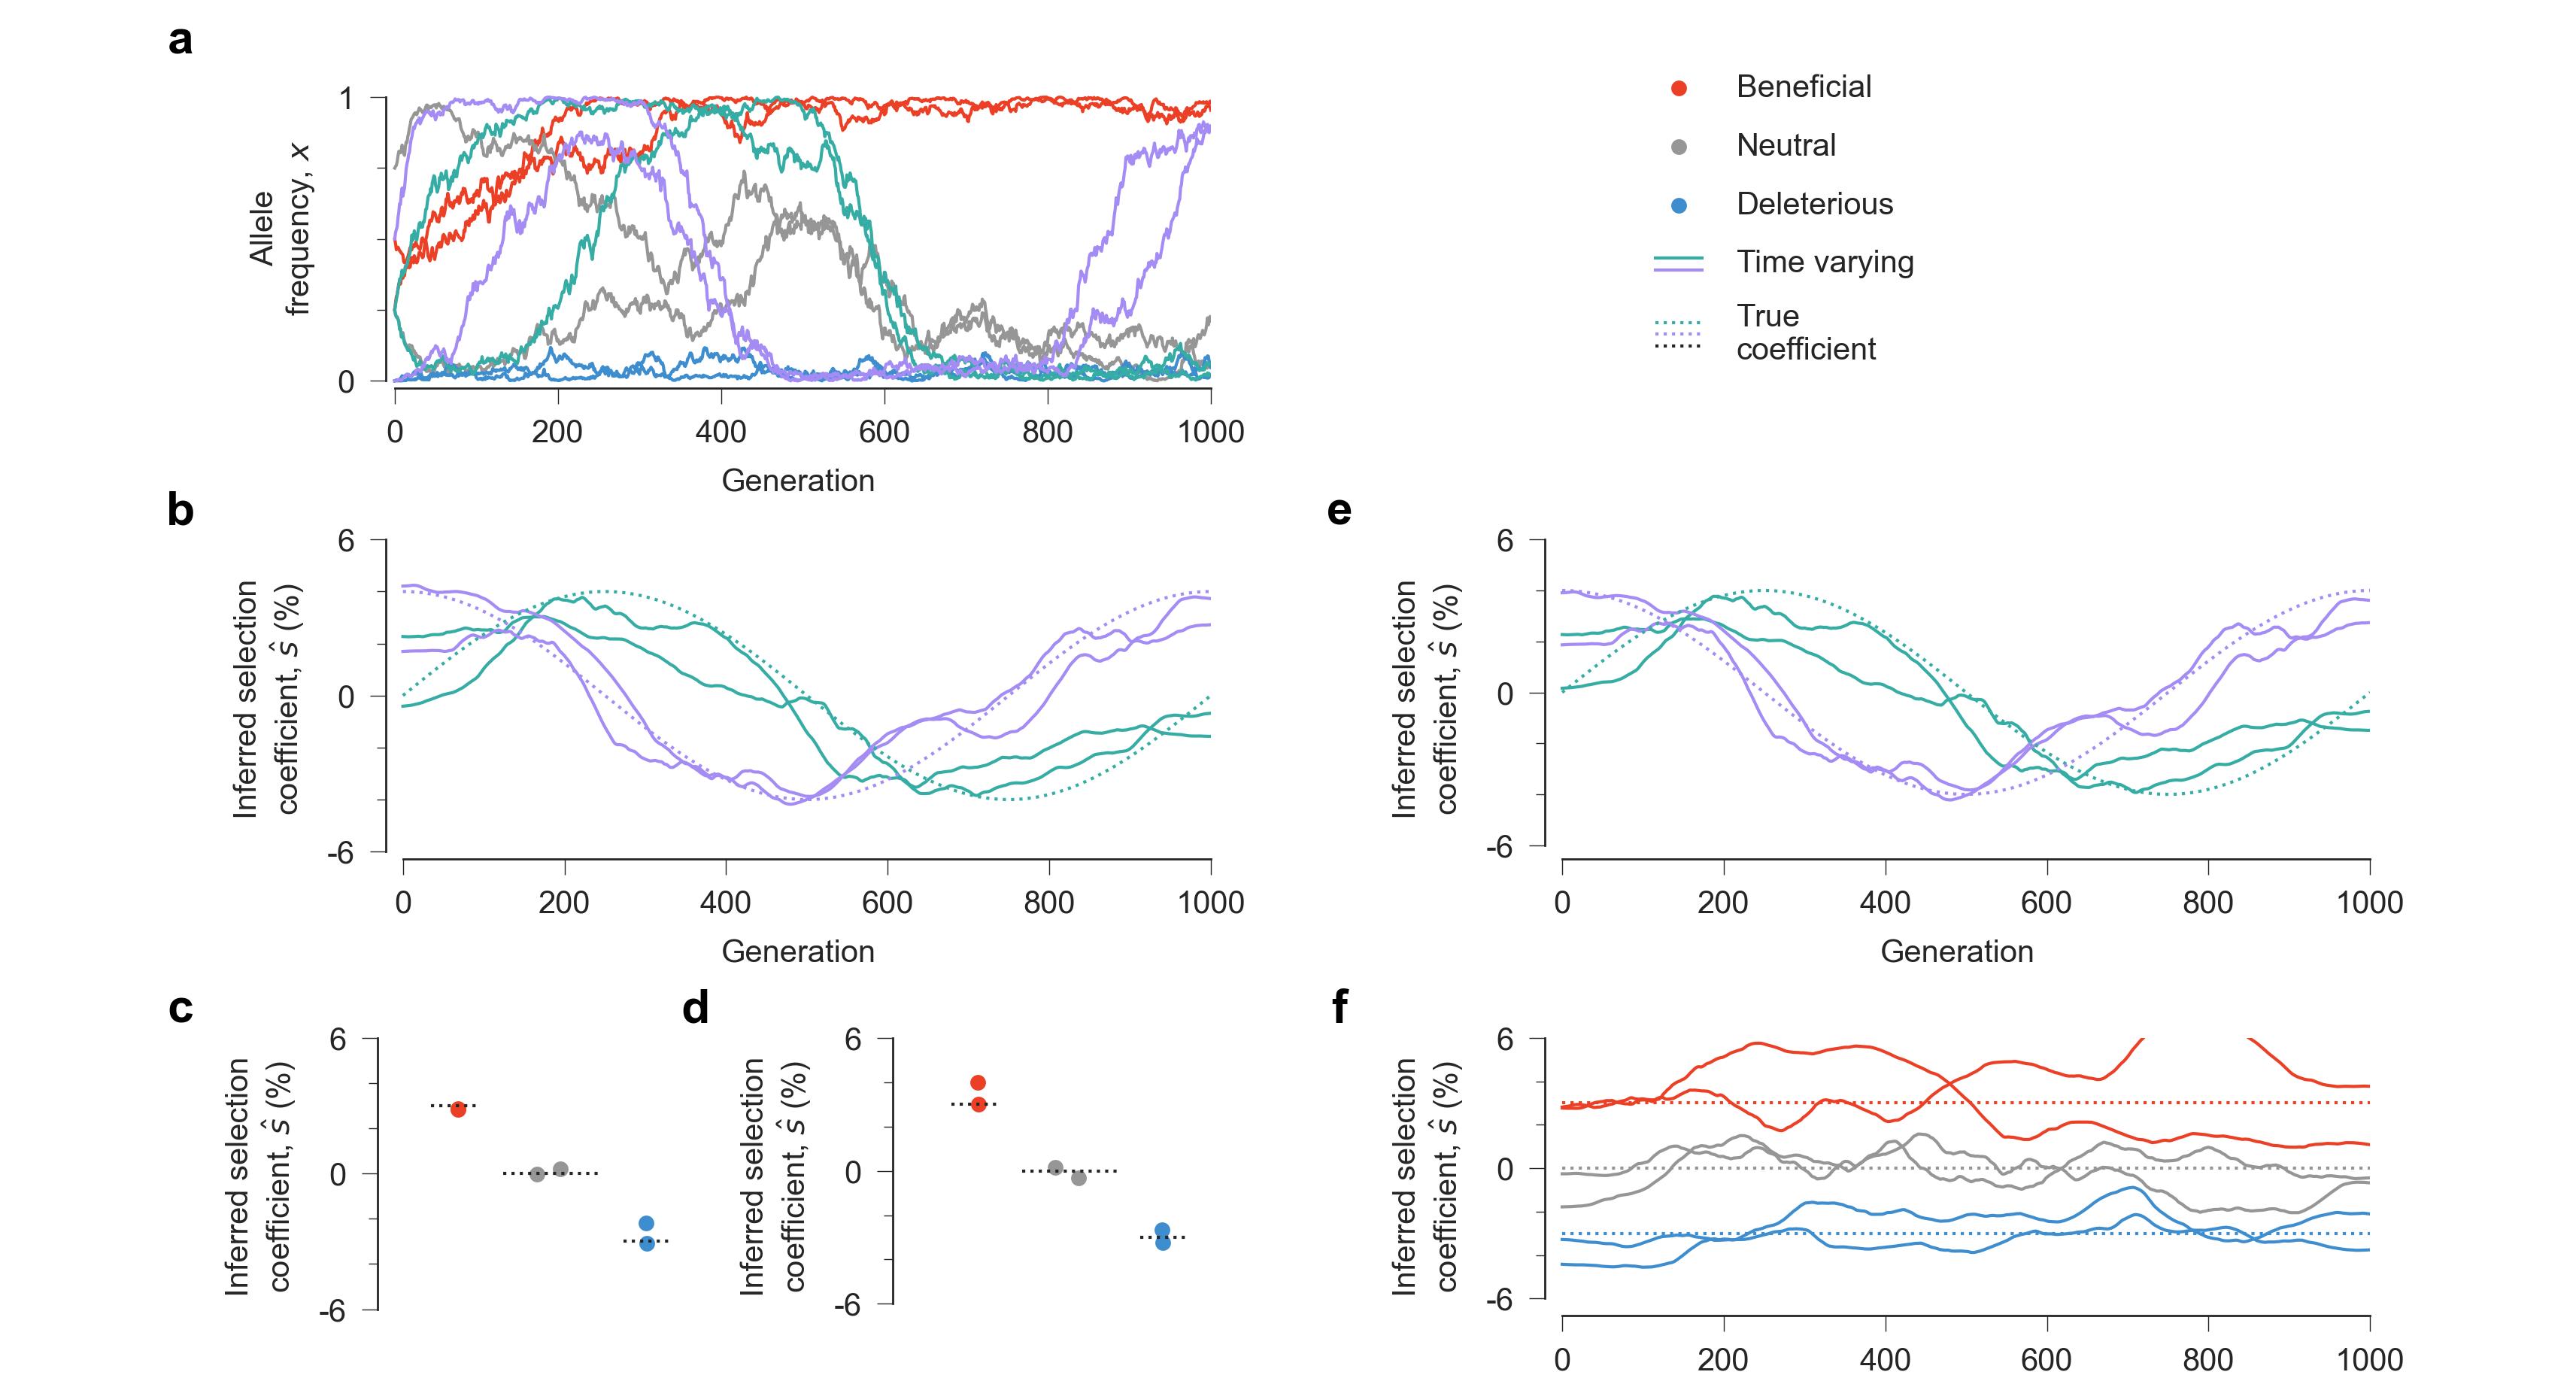 a
1
0
Allele
frequency, x
0 200 400 600 800 1000
Generation
Beneficial
Neutral
Deleterious
Time varying
True
coefficient
b
6
0
-6
Inferred selection
coefficient, ŝ (%)
0 200 400 600 800 1000
Generation
e
6
0
-6
Inferred selection
coefficient, ŝ (%)
0 200 400 600 800 1000
Generation
c
6
0
-6
Inferred selection
coefficient, ŝ (%)
d
6
0
-6
Inferred selection
coefficient, ŝ (%)
f
6
0
-6
Inferred selection
coefficient, ŝ (%)
0 200 400 600 800 1000